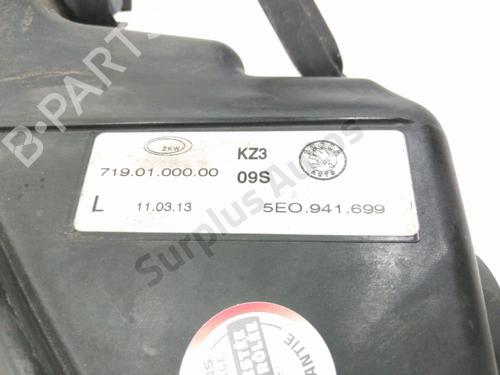 B-PARTS
ZKW
KZ3
719.01.000.00
09S
L
11.03.13
5E0.941.699
Surplus Autos